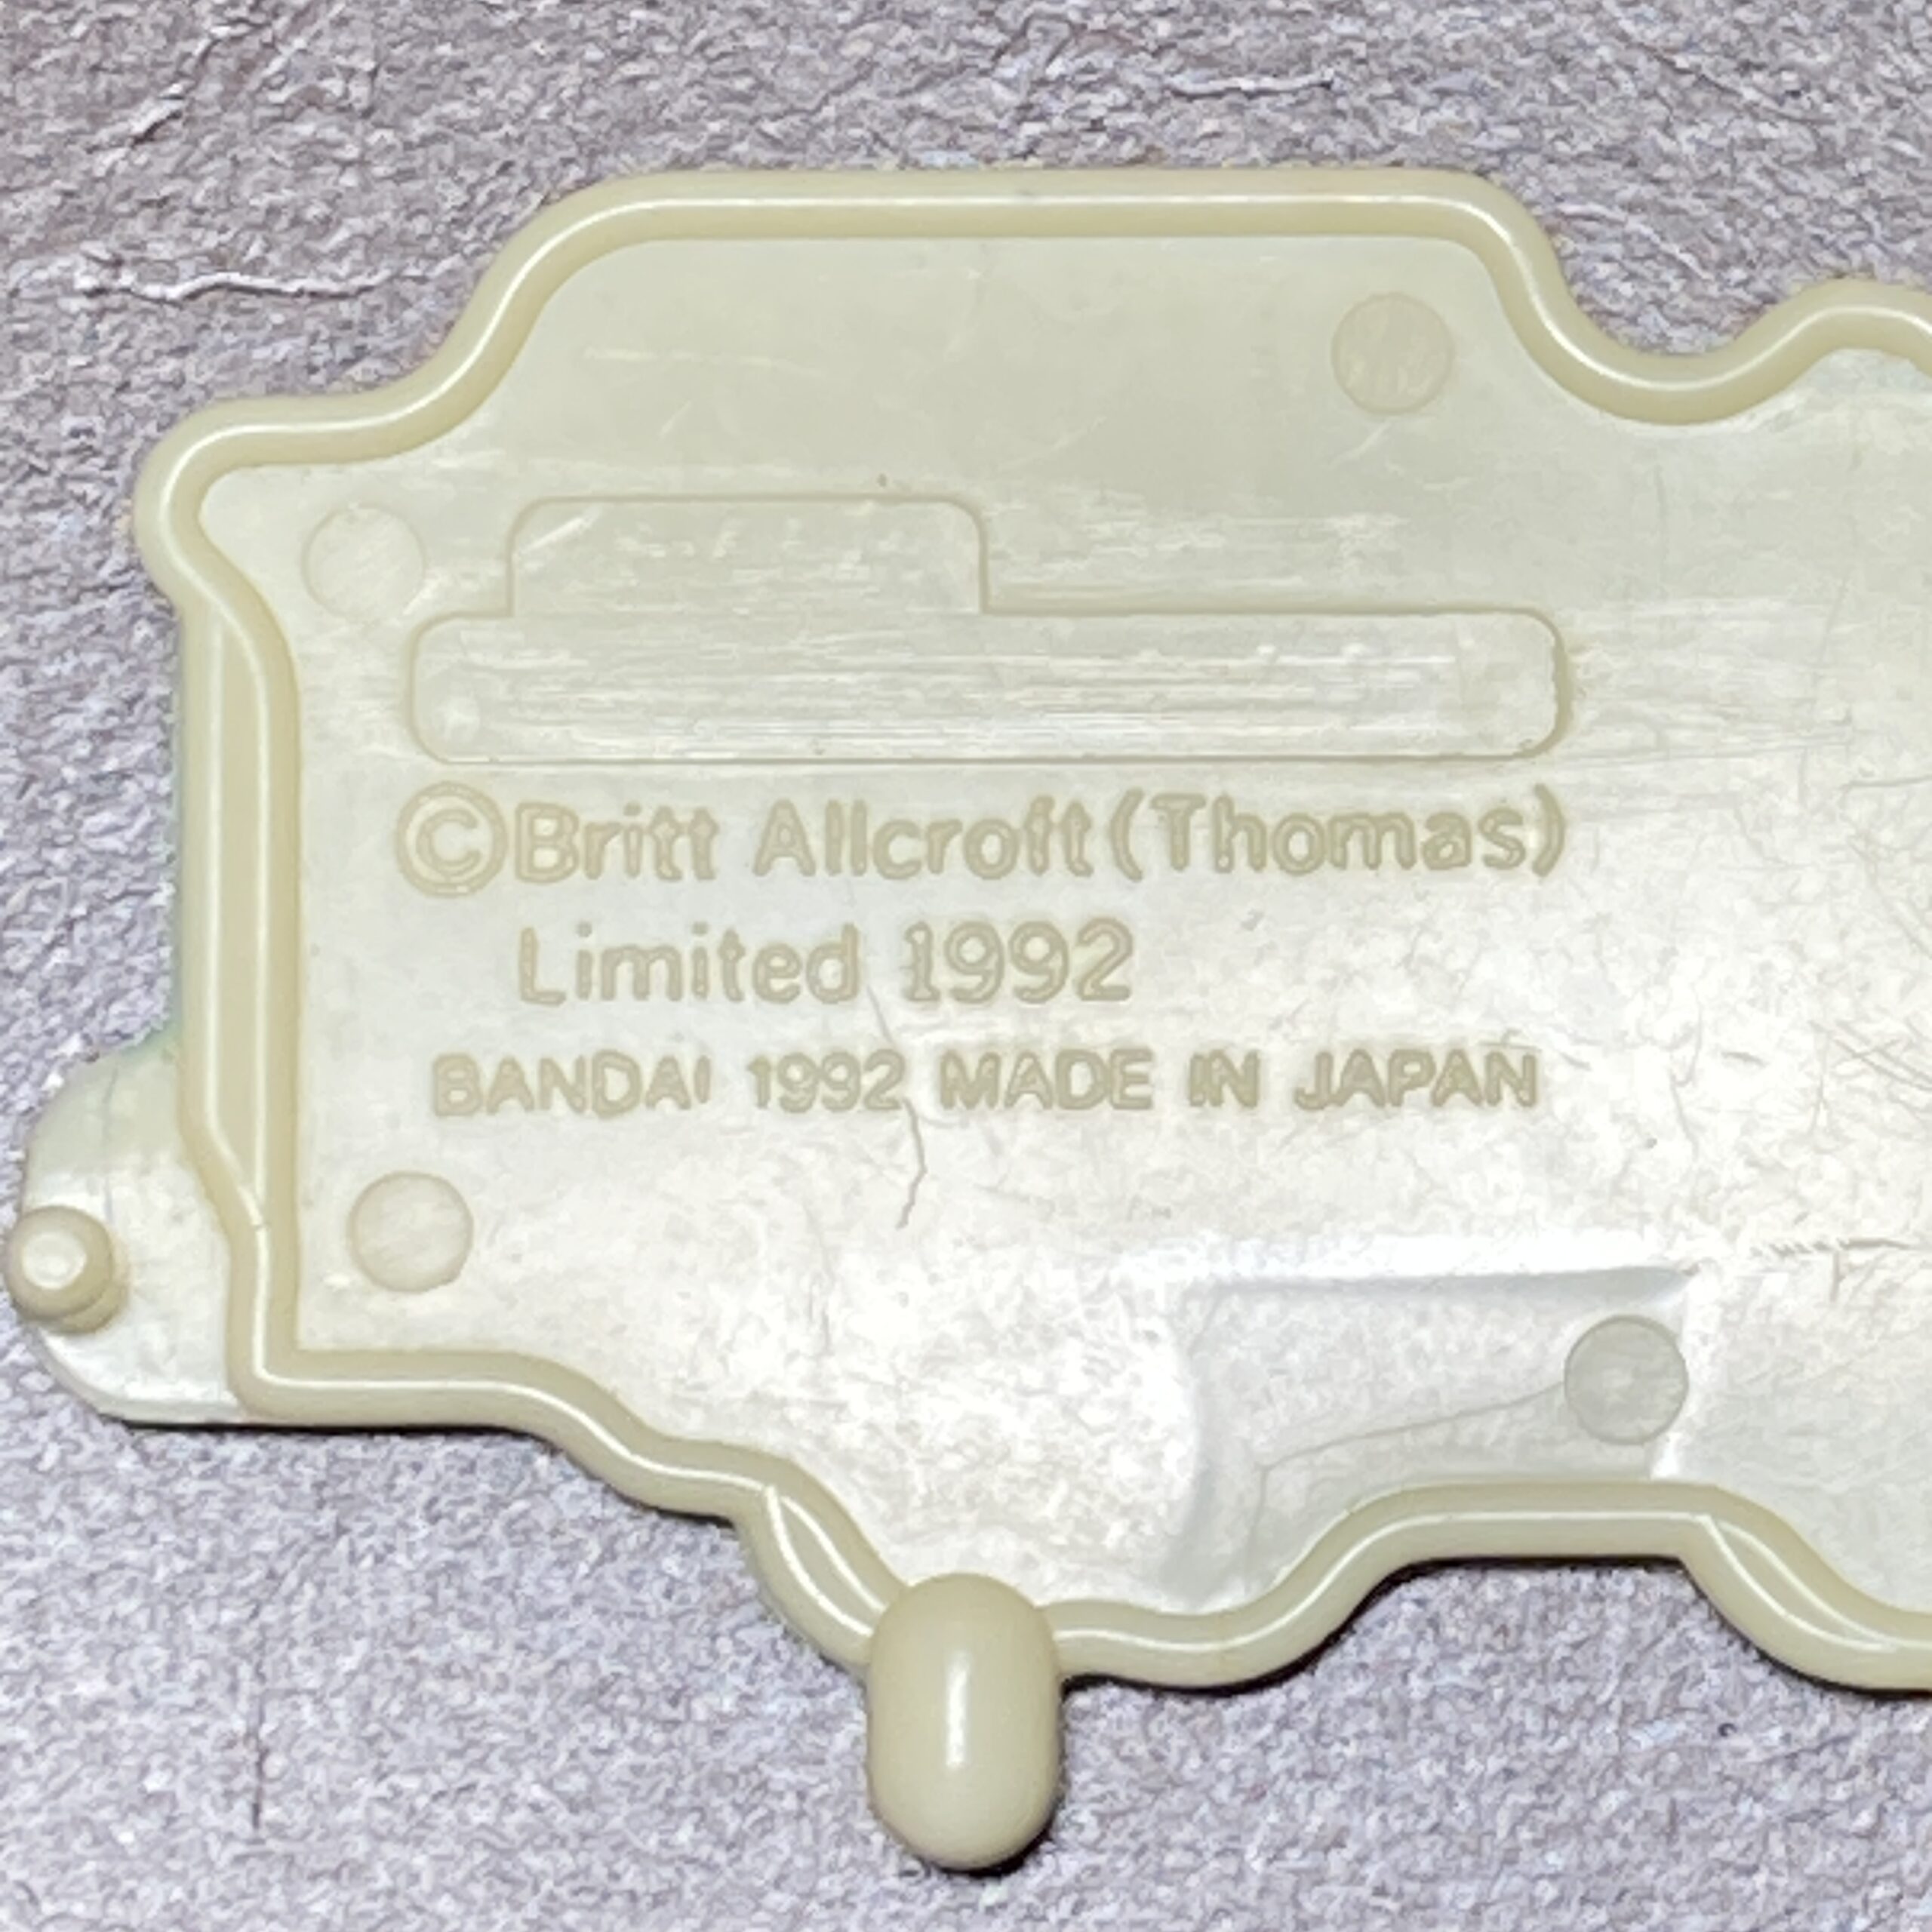 ©Britt Allcroft(Thomas)
Limited 1992
BANDAI 1992 MADE IN JAPAN